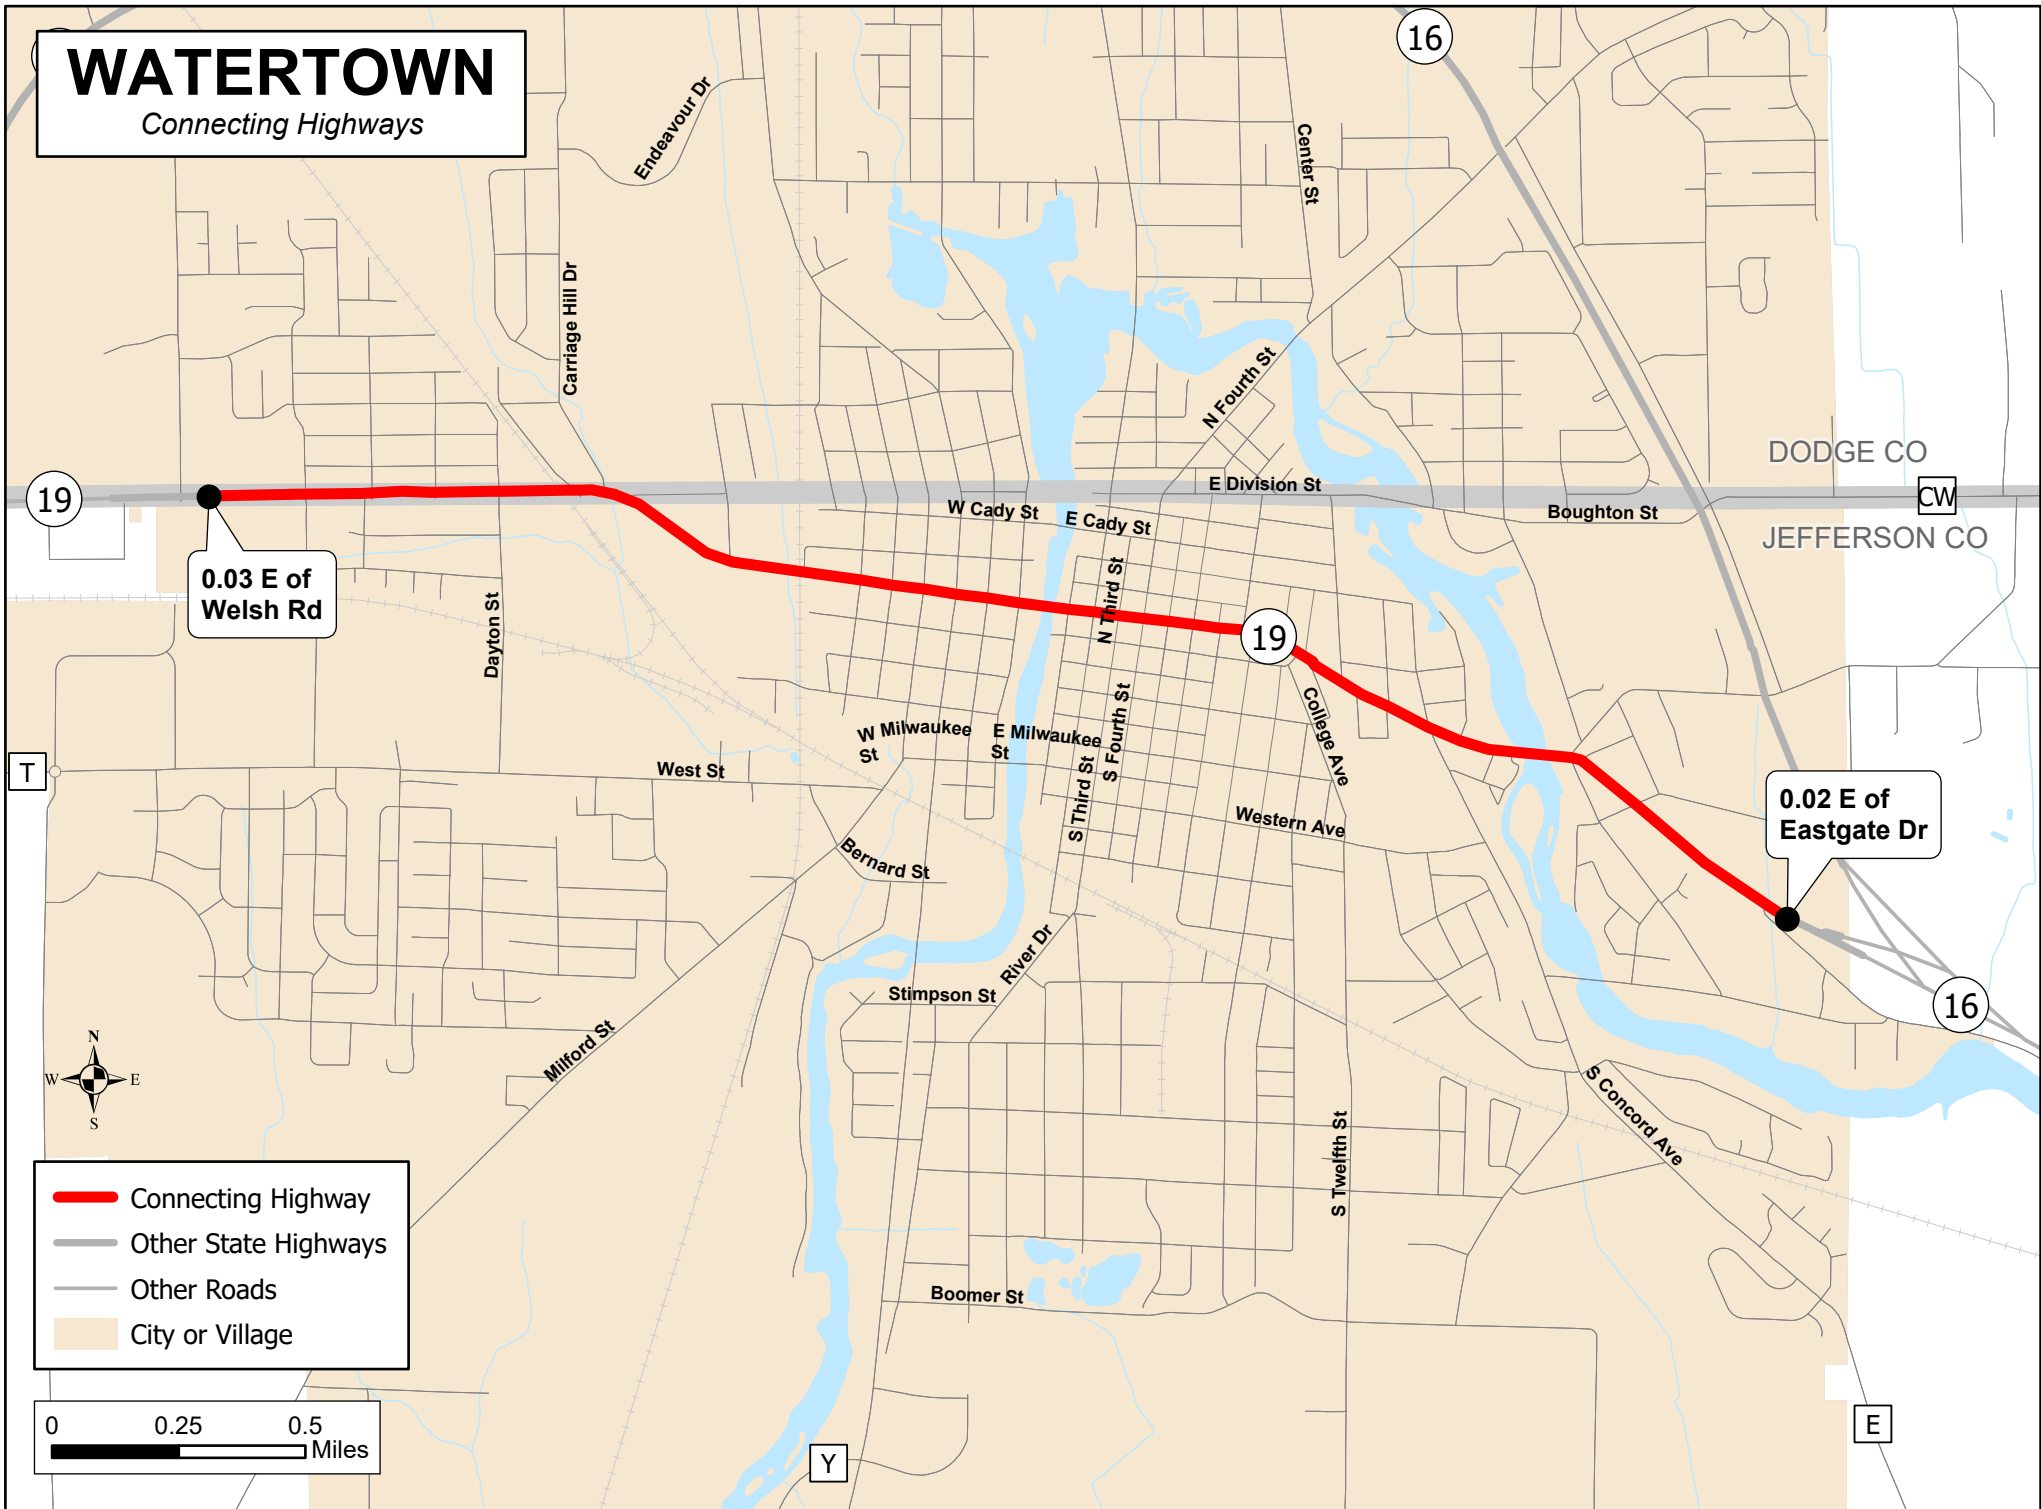 WATERTOWN
Connecting Highways
16
Endeavour Dr
Center St
Carriage Hill Dr
N Fourth St
DODGE CO
19
E Division St
CW
W Cady St
E Cady St
Boughton St
JEFFERSON CO
0.03 E of
Welsh Rd
N Third St
Dayton St
19
College Ave
S Fourth St
W Milwaukee
St
E Milwaukee
St
T
West St
S Third St
0.02 E of
Eastgate Dr
Western Ave
Bernard St
River Dr
Stimpson St
16
Milford St
N
W
E
S
S Concord Ave
S Twelfth St
Connecting Highway
Other State Highways
Other Roads
City or Village
Boomer St
0 0.25 0.5
Miles
Y
E